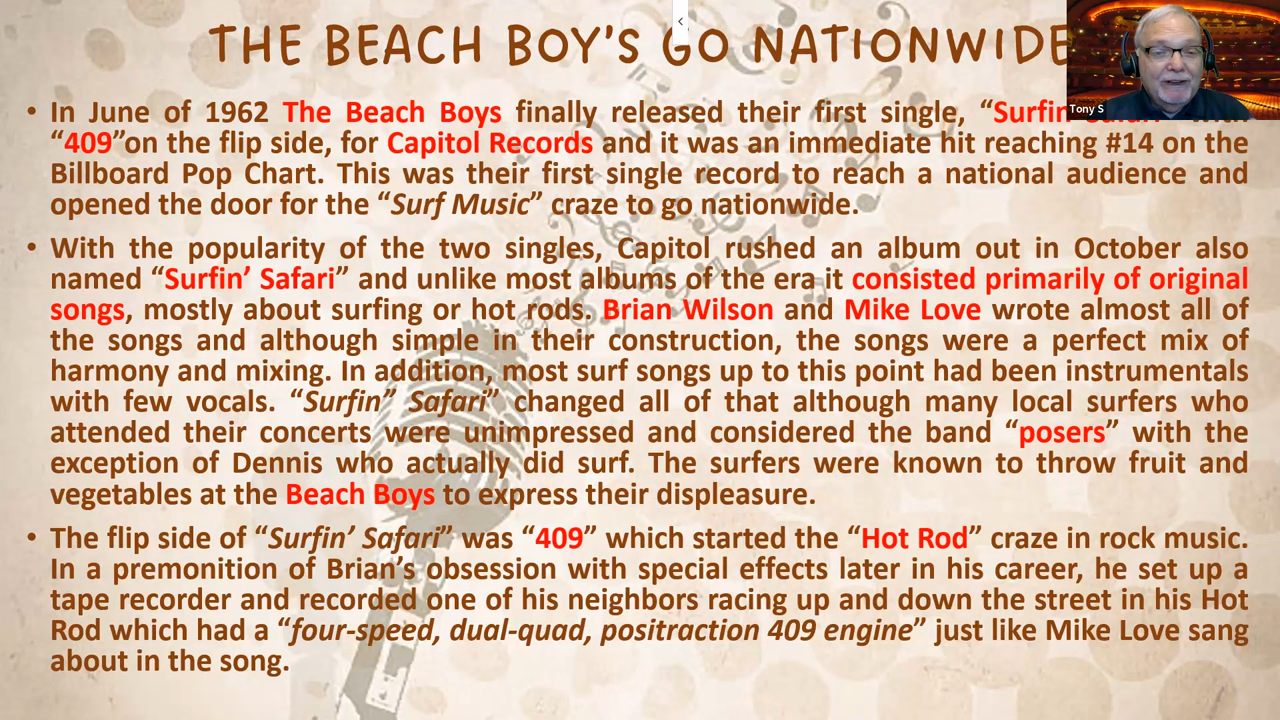 THE BEACH BOY'S GO NATIONWIDE
Tony S
• In June of 1962 The Beach Boys finally released their first single, “Surfin
“409”on the flip side, for Capitol Records and it was an immediate hit reaching #14 on the
Billboard Pop Chart. This was their first single record to reach a national audience and
opened the door for the “Surf Music” craze to go nationwide.
• With the popularity of the two singles, Capitol rushed an album out in October also
named “Surfin’ Safari” and unlike most albums of the era it consisted primarily of original
songs, mostly about surfing or hot rods. Brian Wilson and Mike Love wrote almost all of
the songs and although simple in their construction, the songs were a perfect mix of
harmony and mixing. In addition, most surf songs up to this point had been instrumentals
with few vocals. “Surfin” Safari” changed all of that although many local surfers who
attended their concerts were unimpressed and considered the band “posers” with the
exception of Dennis who actually did surf. The surfers were known to throw fruit and
vegetables at the Beach Boys to express their displeasure.
• The flip side of “Surfin’ Safari” was “409” which started the “Hot Rod” craze in rock music.
In a premonition of Brian’s obsession with special effects later in his career, he set up a
tape recorder and recorded one of his neighbors racing up and down the street in his Hot
Rod which had a “four-speed, dual-quad, positraction 409 engine” just like Mike Love sang
about in the song.